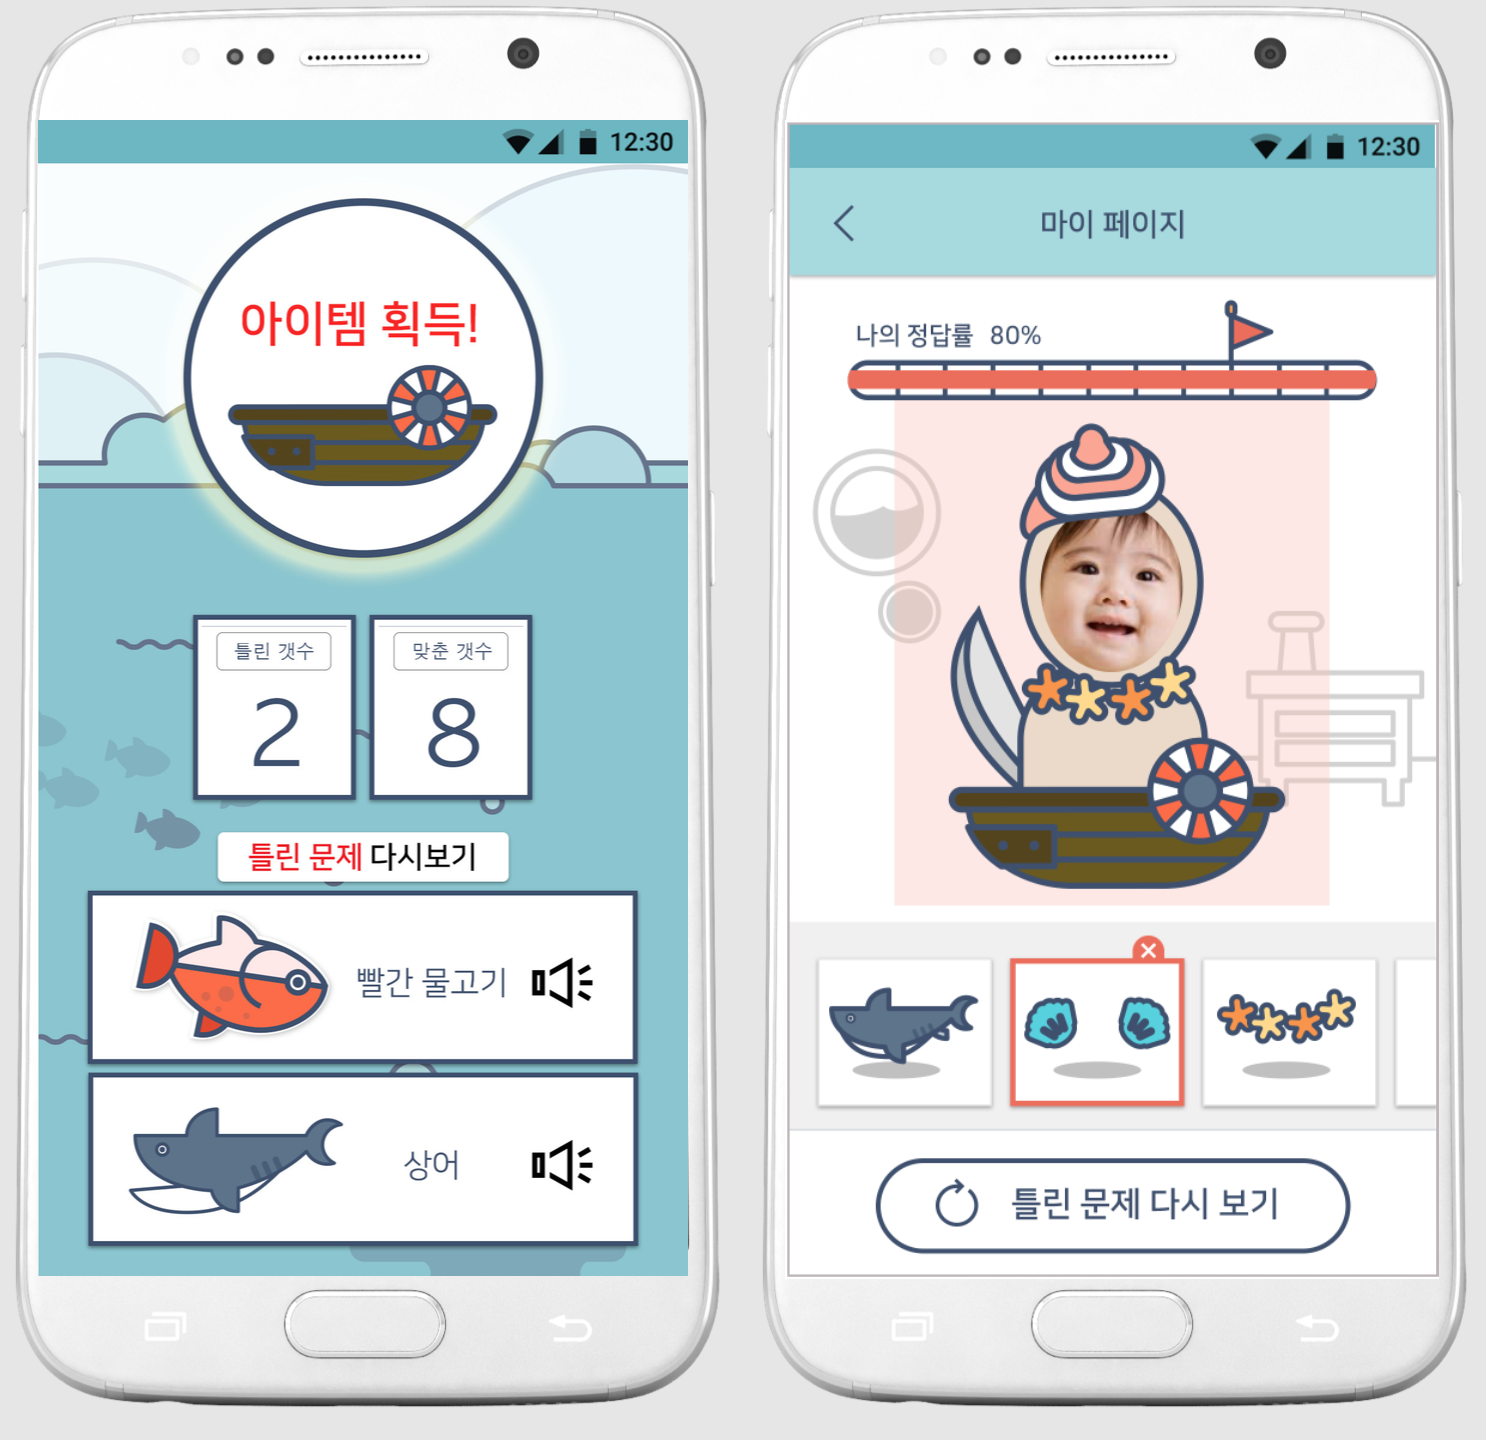 12:30
아이템 획득!
틀린 갯수
2
맞춘 갯수
8
틀린 문제 다시보기
빨간 물고기
상어
12:30
마이 페이지
나의 정답률 80%
틀린 문제 다시 보기